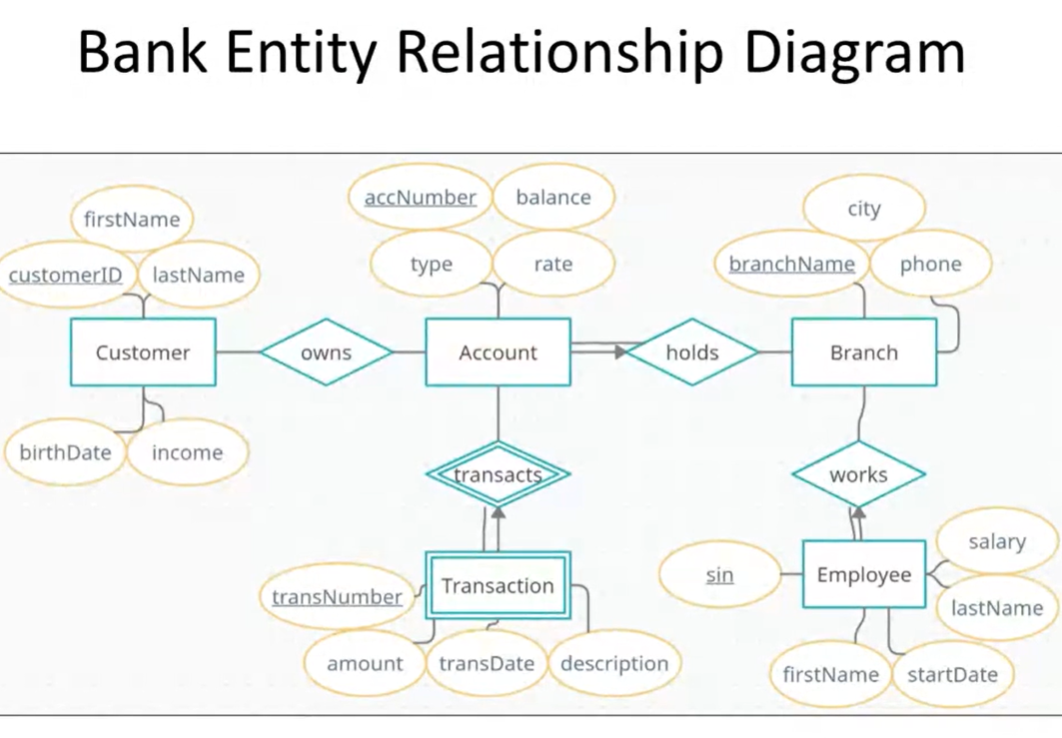 Bank Entity Relationship Diagram
firstName
customerID
lastName
accNumber
balance
type
rate
city
branchName
phone
Customer
owns
Account
holds
Branch
birthDate
income
transacts
works
transNumber
Transaction
amount
transDate
description
sin
Employee
salary
lastName
firstName
startDate